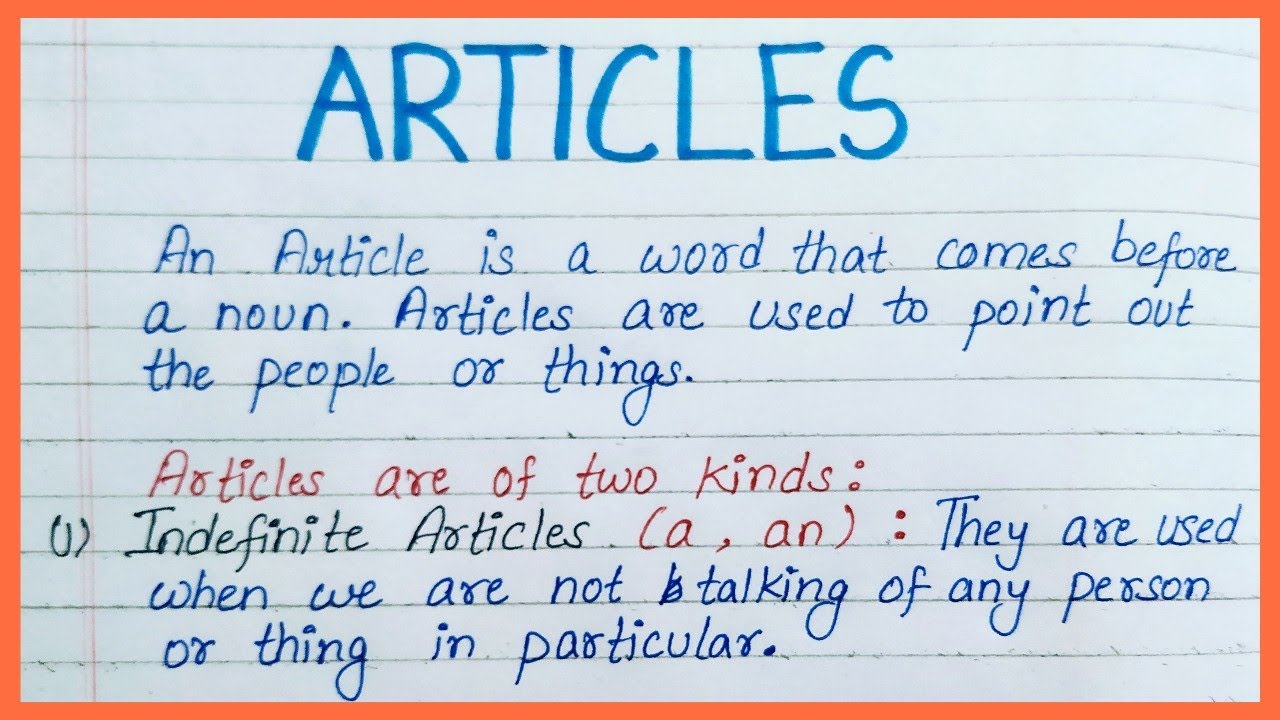 ARTICLES
An Article is a word that comes before
a noun. Articles are used to point out
the people or things.
Articles are of two kinds:
(1) Indefinite Articles (a, an) : They are used
when we are not talking of any person
or thing in particular.